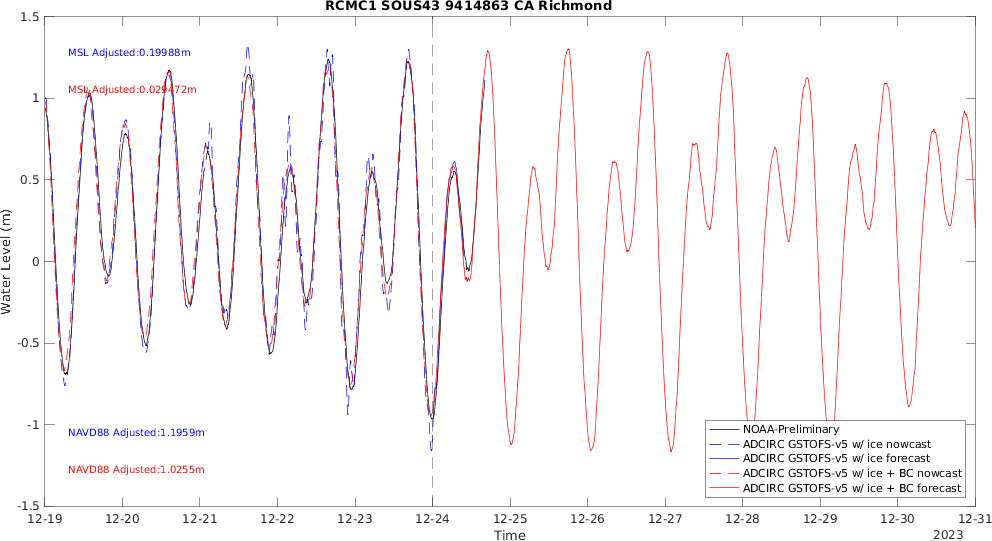 RCMC1 SOUS43 9414863 CA Richmond
1.5
1
0.5
0
-0.5
-1
-1.5
Water Level (m)
MSL Adjusted:0.19988m
MSL Adjusted:0.029472m
NAVD88 Adjusted:1.1959m
NAVD88 Adjusted:1.0255m
NOAA-Preliminary
ADCIRC GSTOFS-v5 w/ ice nowcast
ADCIRC GSTOFS-v5 w/ ice forecast
ADCIRC GSTOFS-v5 w/ ice + BC nowcast
ADCIRC GSTOFS-v5 w/ ice + BC forecast
12-19 12-20 12-21 12-22 12-23 12-24 12-25 12-26 12-27 12-28 12-29 12-30 12-31
Time
2023